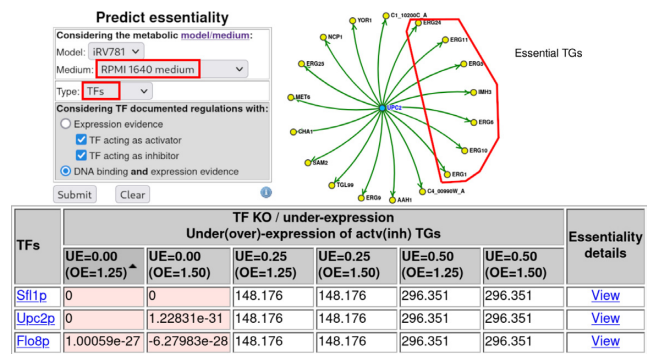 Predict essentiality
Considering the metabolic model/medium:
Model: iRV781
Medium: RPMI 1640 medium
Type: TFs
Considering TF documented regulations with:
Expression evidence
TF acting as activator
TF acting as inhibitor
DNA binding and expression evidence
Submit Clear
C1_10200C_A
YOR1
ERG24
NCP1
ERG11
ERG25
ERG3
MET6
IMH3
UPC2
GHA1
ERG6
SAM2
ERG10
TGL99
ERG1
ERG9
AAH1
C4_00990W_A
Essential TGs
TFs
TF KO / under-expression
Under(over)-expression of actv(inh) TGs
Essentiality details
UE=0.00 (OE=1.25) UE=0.00 (OE=1.50) UE=0.25 (OE=1.25) UE=0.25 (OE=1.50) UE=0.50 (OE=1.25) UE=0.50 (OE=1.50)
Sfl1p 0 0 148.176 148.176 296.351 296.351 View
Upc2p 0 1.22831e-31 148.176 148.176 296.351 296.351 View
Flo8p 1.00059e-27 -6.27983e-28 148.176 148.176 296.351 296.351 View